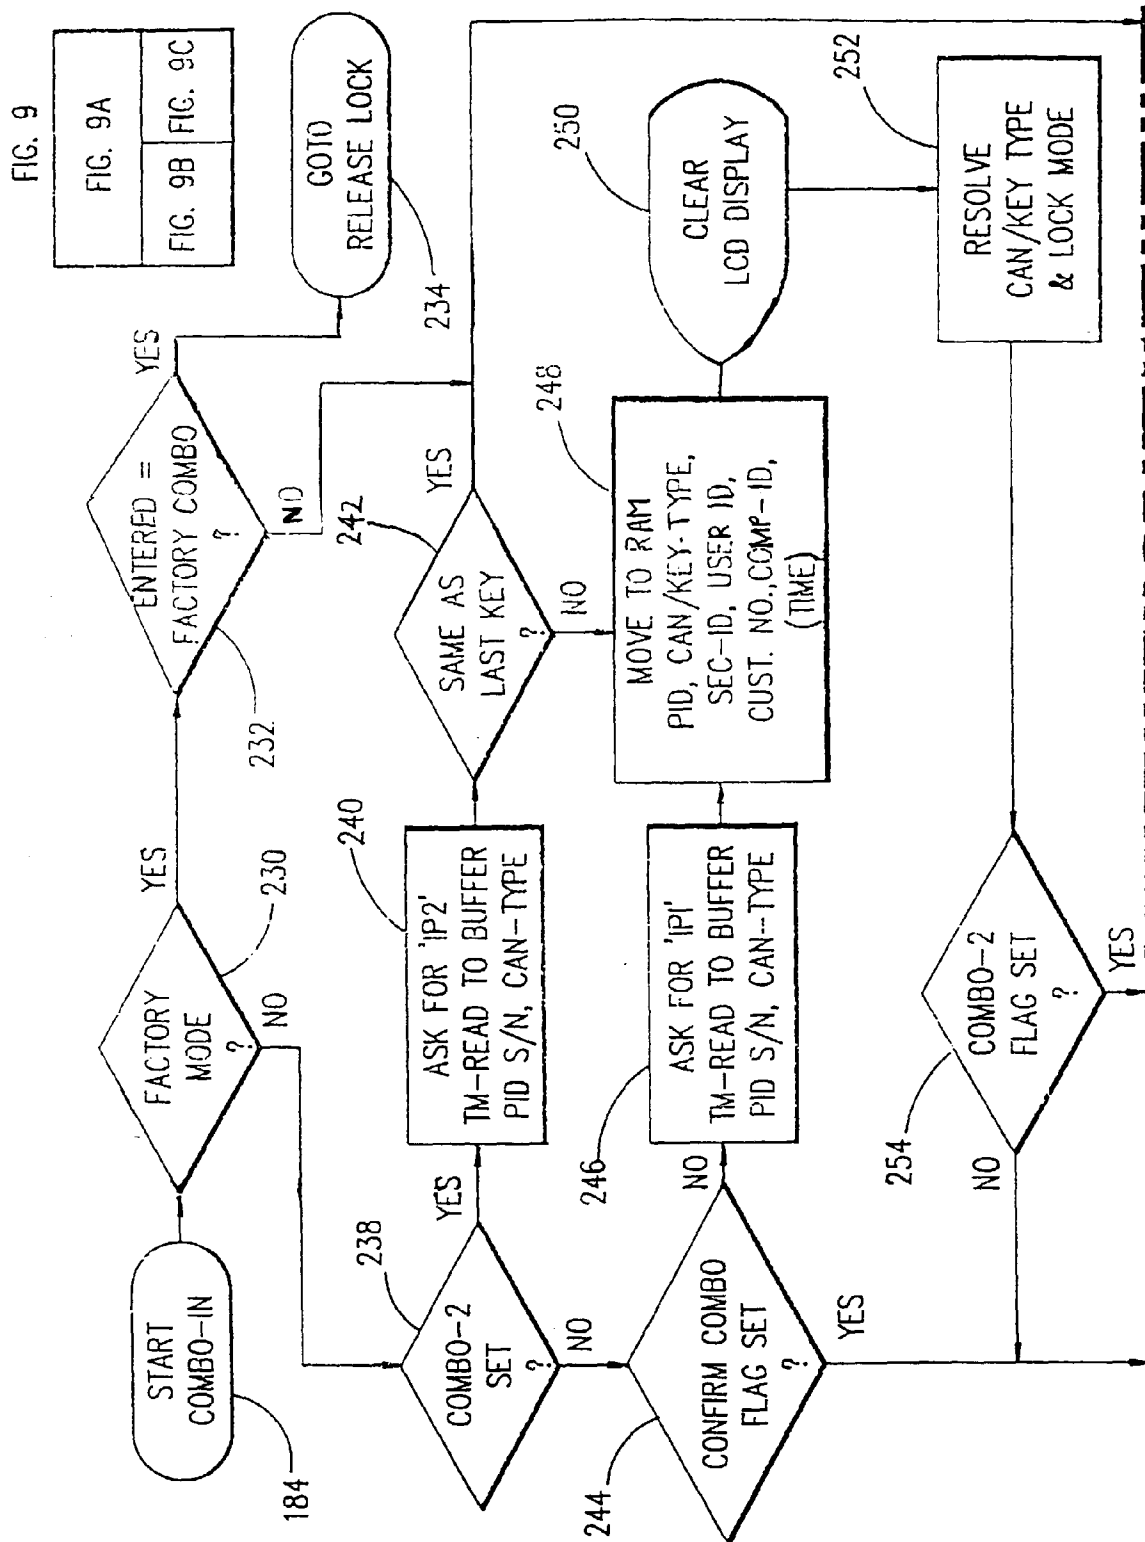 FIG. 9
FIG. 9A
FIG. 9B
FIG. 9C
START
COMBO-IN
184
FACTORY
MODE
?
230
YES
NO
ENTERED =
FACTORY COMBO
?
232
YES
NO
GOTO
RELEASE LOCK
234
COMBO-2
SET
?
238
YES
NO
ASK FOR 'IP2'
TM-READ TO BUFFER
PID S/N, CAN-TYPE
240
SAME AS
LAST KEY
?
242
YES
NO
CONFIRM COMBO
FLAG SET
?
244
NO
YES
ASK FOR 'IP1'
TM-READ TO BUFFER
PID S/N, CAN--TYPE
246
MOVE TO RAM
PID, CAN/KEY-TYPE,
SEC-ID, USER ID,
CUST. NO.,COMP-ID,
(TIME)
248
CLEAR
LCD DISPLAY
250
RESOLVE
CAN/KEY TYPE
& LOCK MODE
252
COMBO-2
FLAG SET
?
254
NO
YES